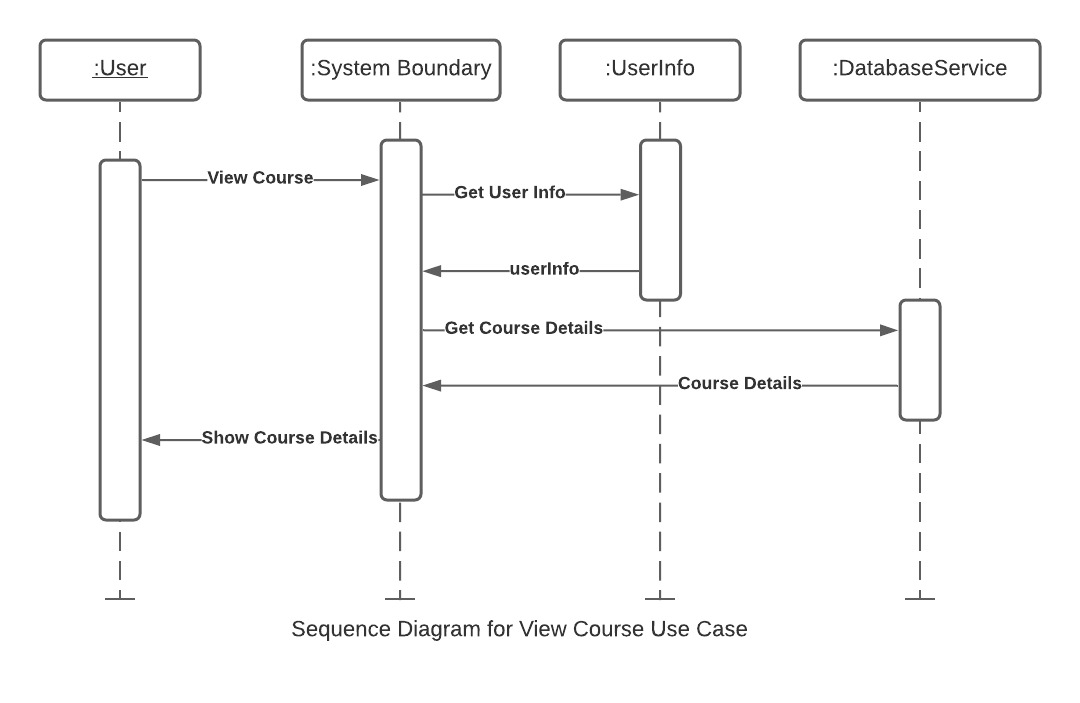 :User
:System Boundary
:UserInfo
:DatabaseService
View Course
Get User Info
userInfo
Get Course Details
Course Details
Show Course Details
Sequence Diagram for View Course Use Case